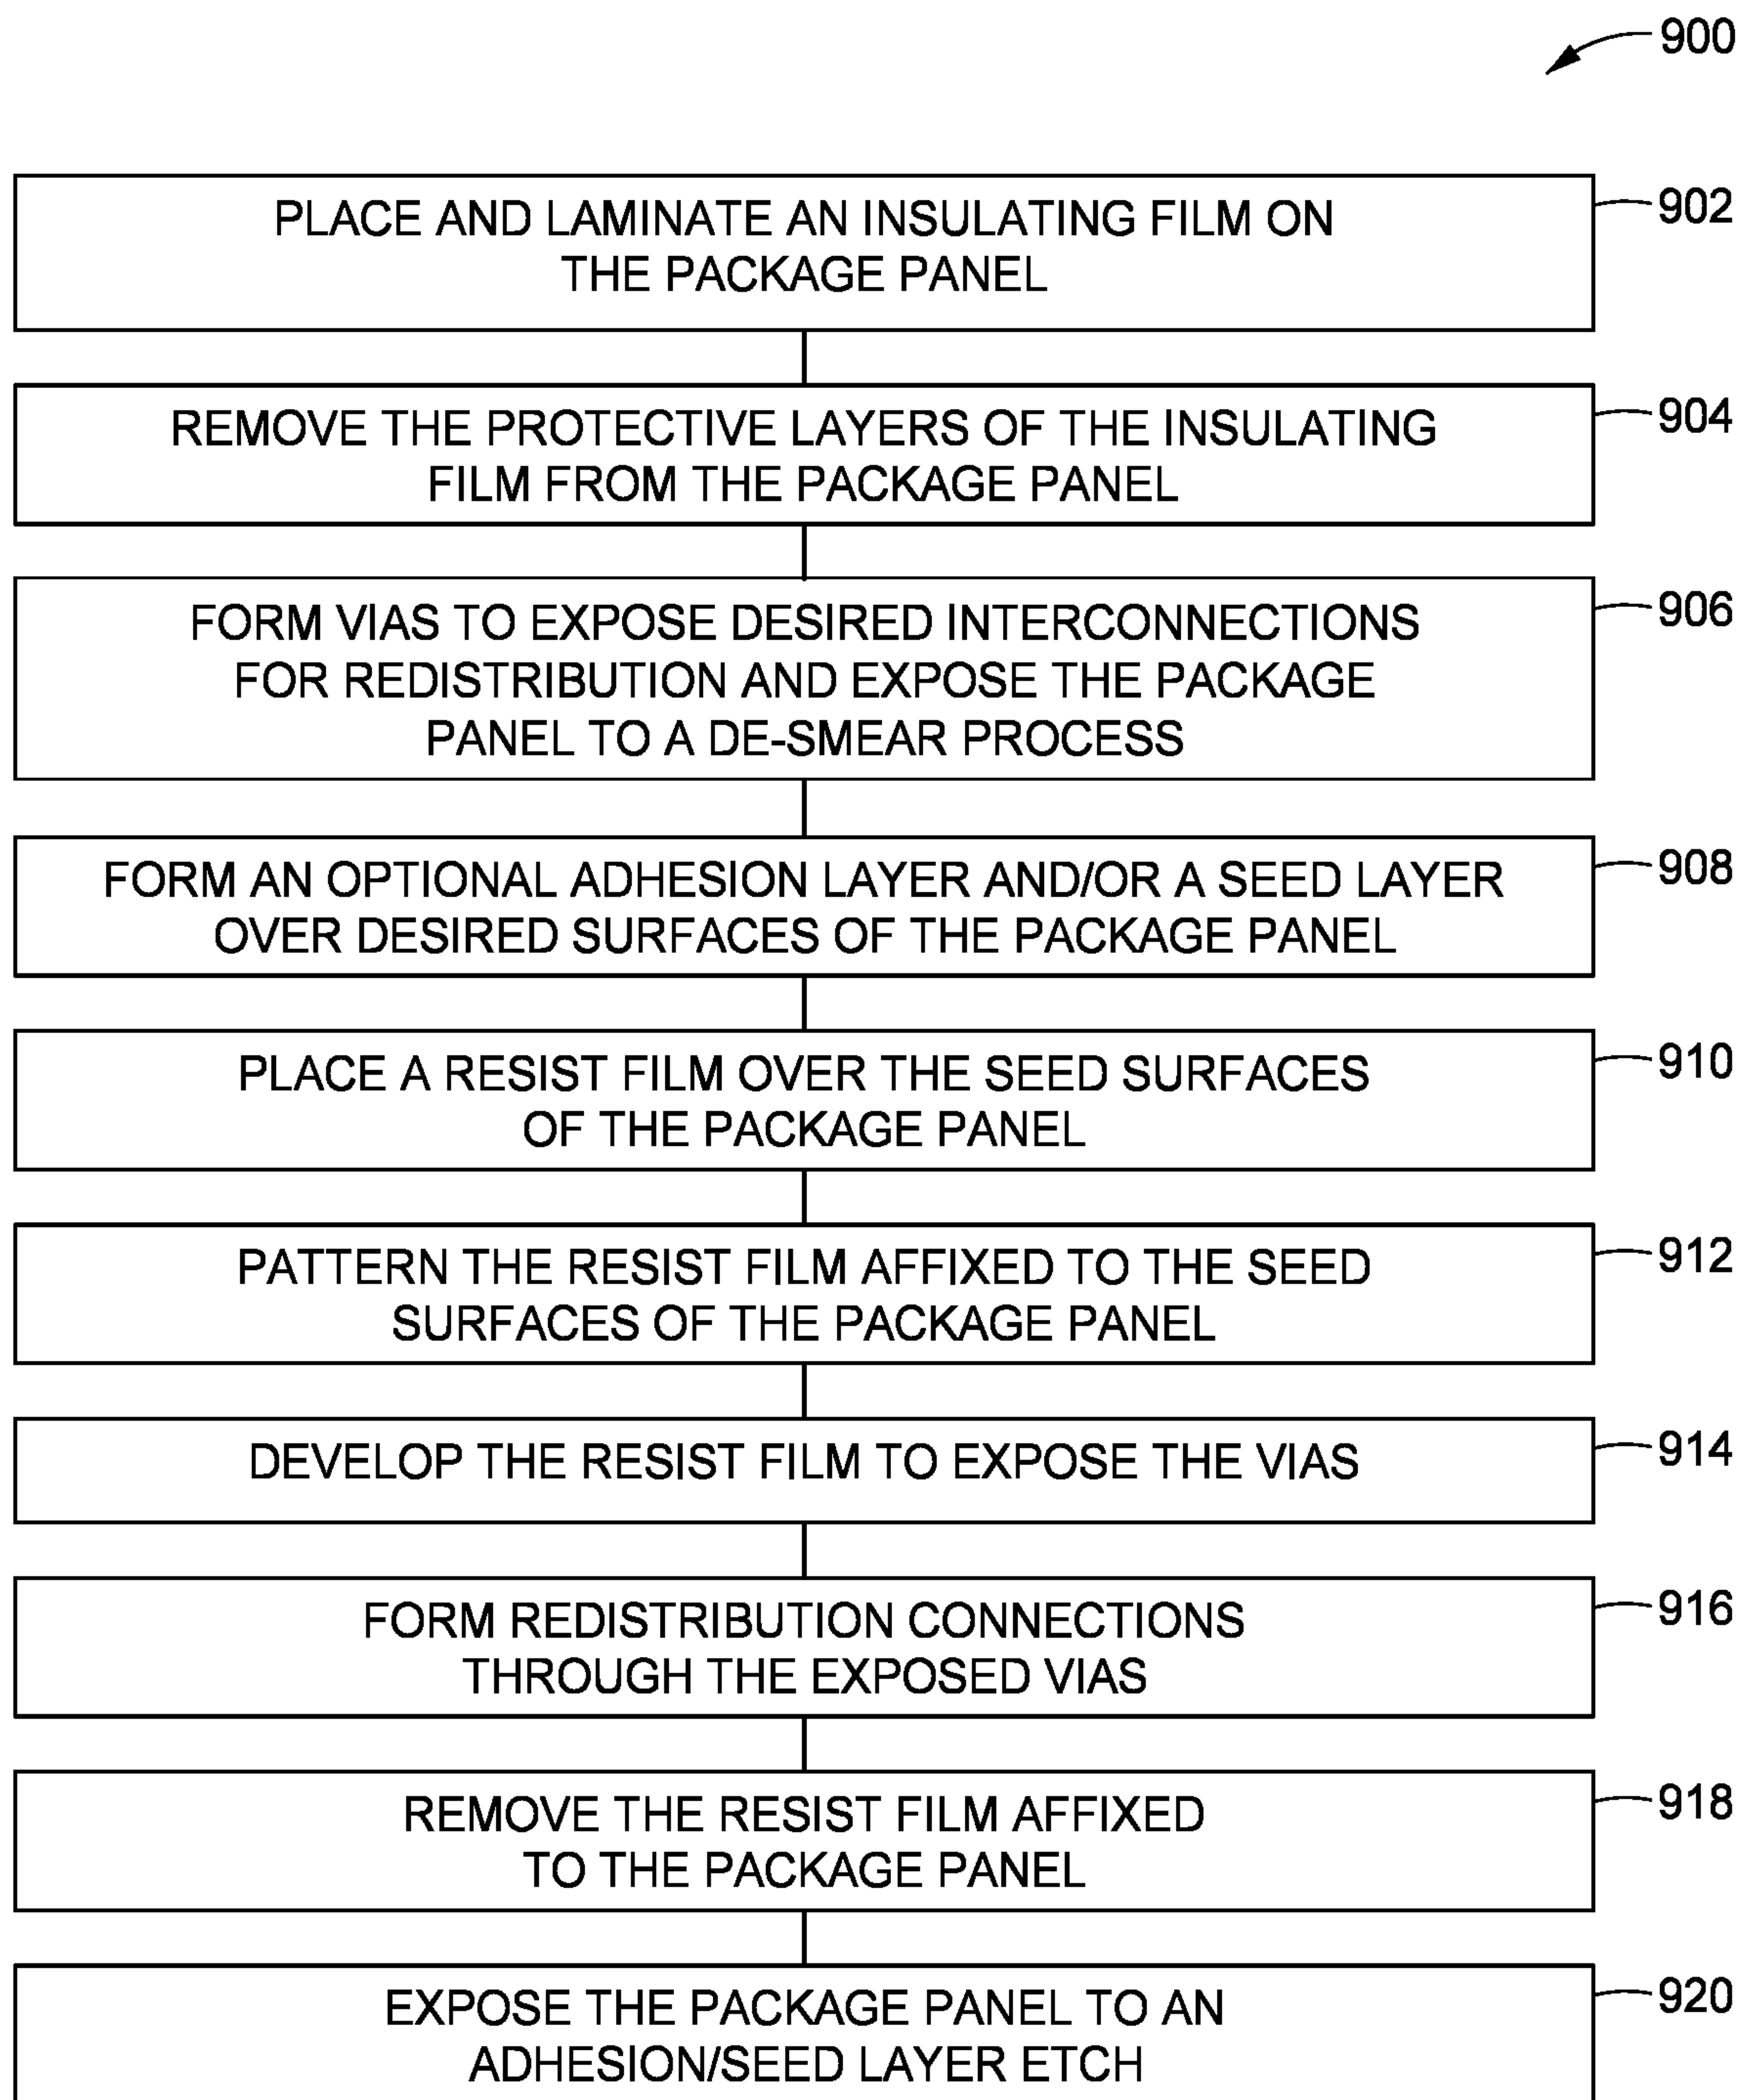 900
PLACE AND LAMINATE AN INSULATING FILM ON
THE PACKAGE PANEL
902
REMOVE THE PROTECTIVE LAYERS OF THE INSULATING
FILM FROM THE PACKAGE PANEL
904
FORM VIAS TO EXPOSE DESIRED INTERCONNECTIONS
FOR REDISTRIBUTION AND EXPOSE THE PACKAGE
PANEL TO A DE-SMEAR PROCESS
906
FORM AN OPTIONAL ADHESION LAYER AND/OR A SEED LAYER
OVER DESIRED SURFACES OF THE PACKAGE PANEL
908
PLACE A RESIST FILM OVER THE SEED SURFACES
OF THE PACKAGE PANEL
910
PATTERN THE RESIST FILM AFFIXED TO THE SEED
SURFACES OF THE PACKAGE PANEL
912
DEVELOP THE RESIST FILM TO EXPOSE THE VIAS
914
FORM REDISTRIBUTION CONNECTIONS
THROUGH THE EXPOSED VIAS
916
REMOVE THE RESIST FILM AFFIXED
TO THE PACKAGE PANEL
918
EXPOSE THE PACKAGE PANEL TO AN
ADHESION/SEED LAYER ETCH
920